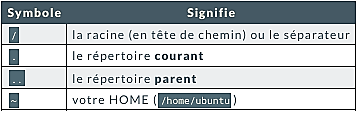 Symbole Signifie
/ la racine (en tête de chemin) ou le séparateur
. le répertoire courant
.. le répertoire parent
~ votre HOME ( /home/ubuntu )